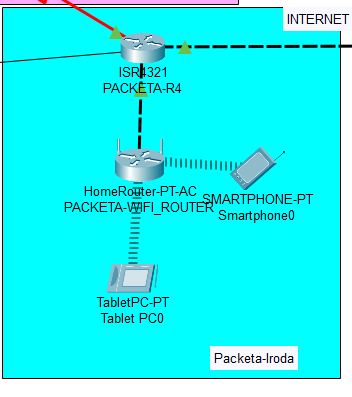 INTERNET
ISR4321
PACKETA-R4
HomeRouter-PT-AC
PACKETA-WIFI_ROUTER
SMARTPHONE-PT
Smartphone0
TabletPC-PT
Tablet PC0
Packeta-Iroda